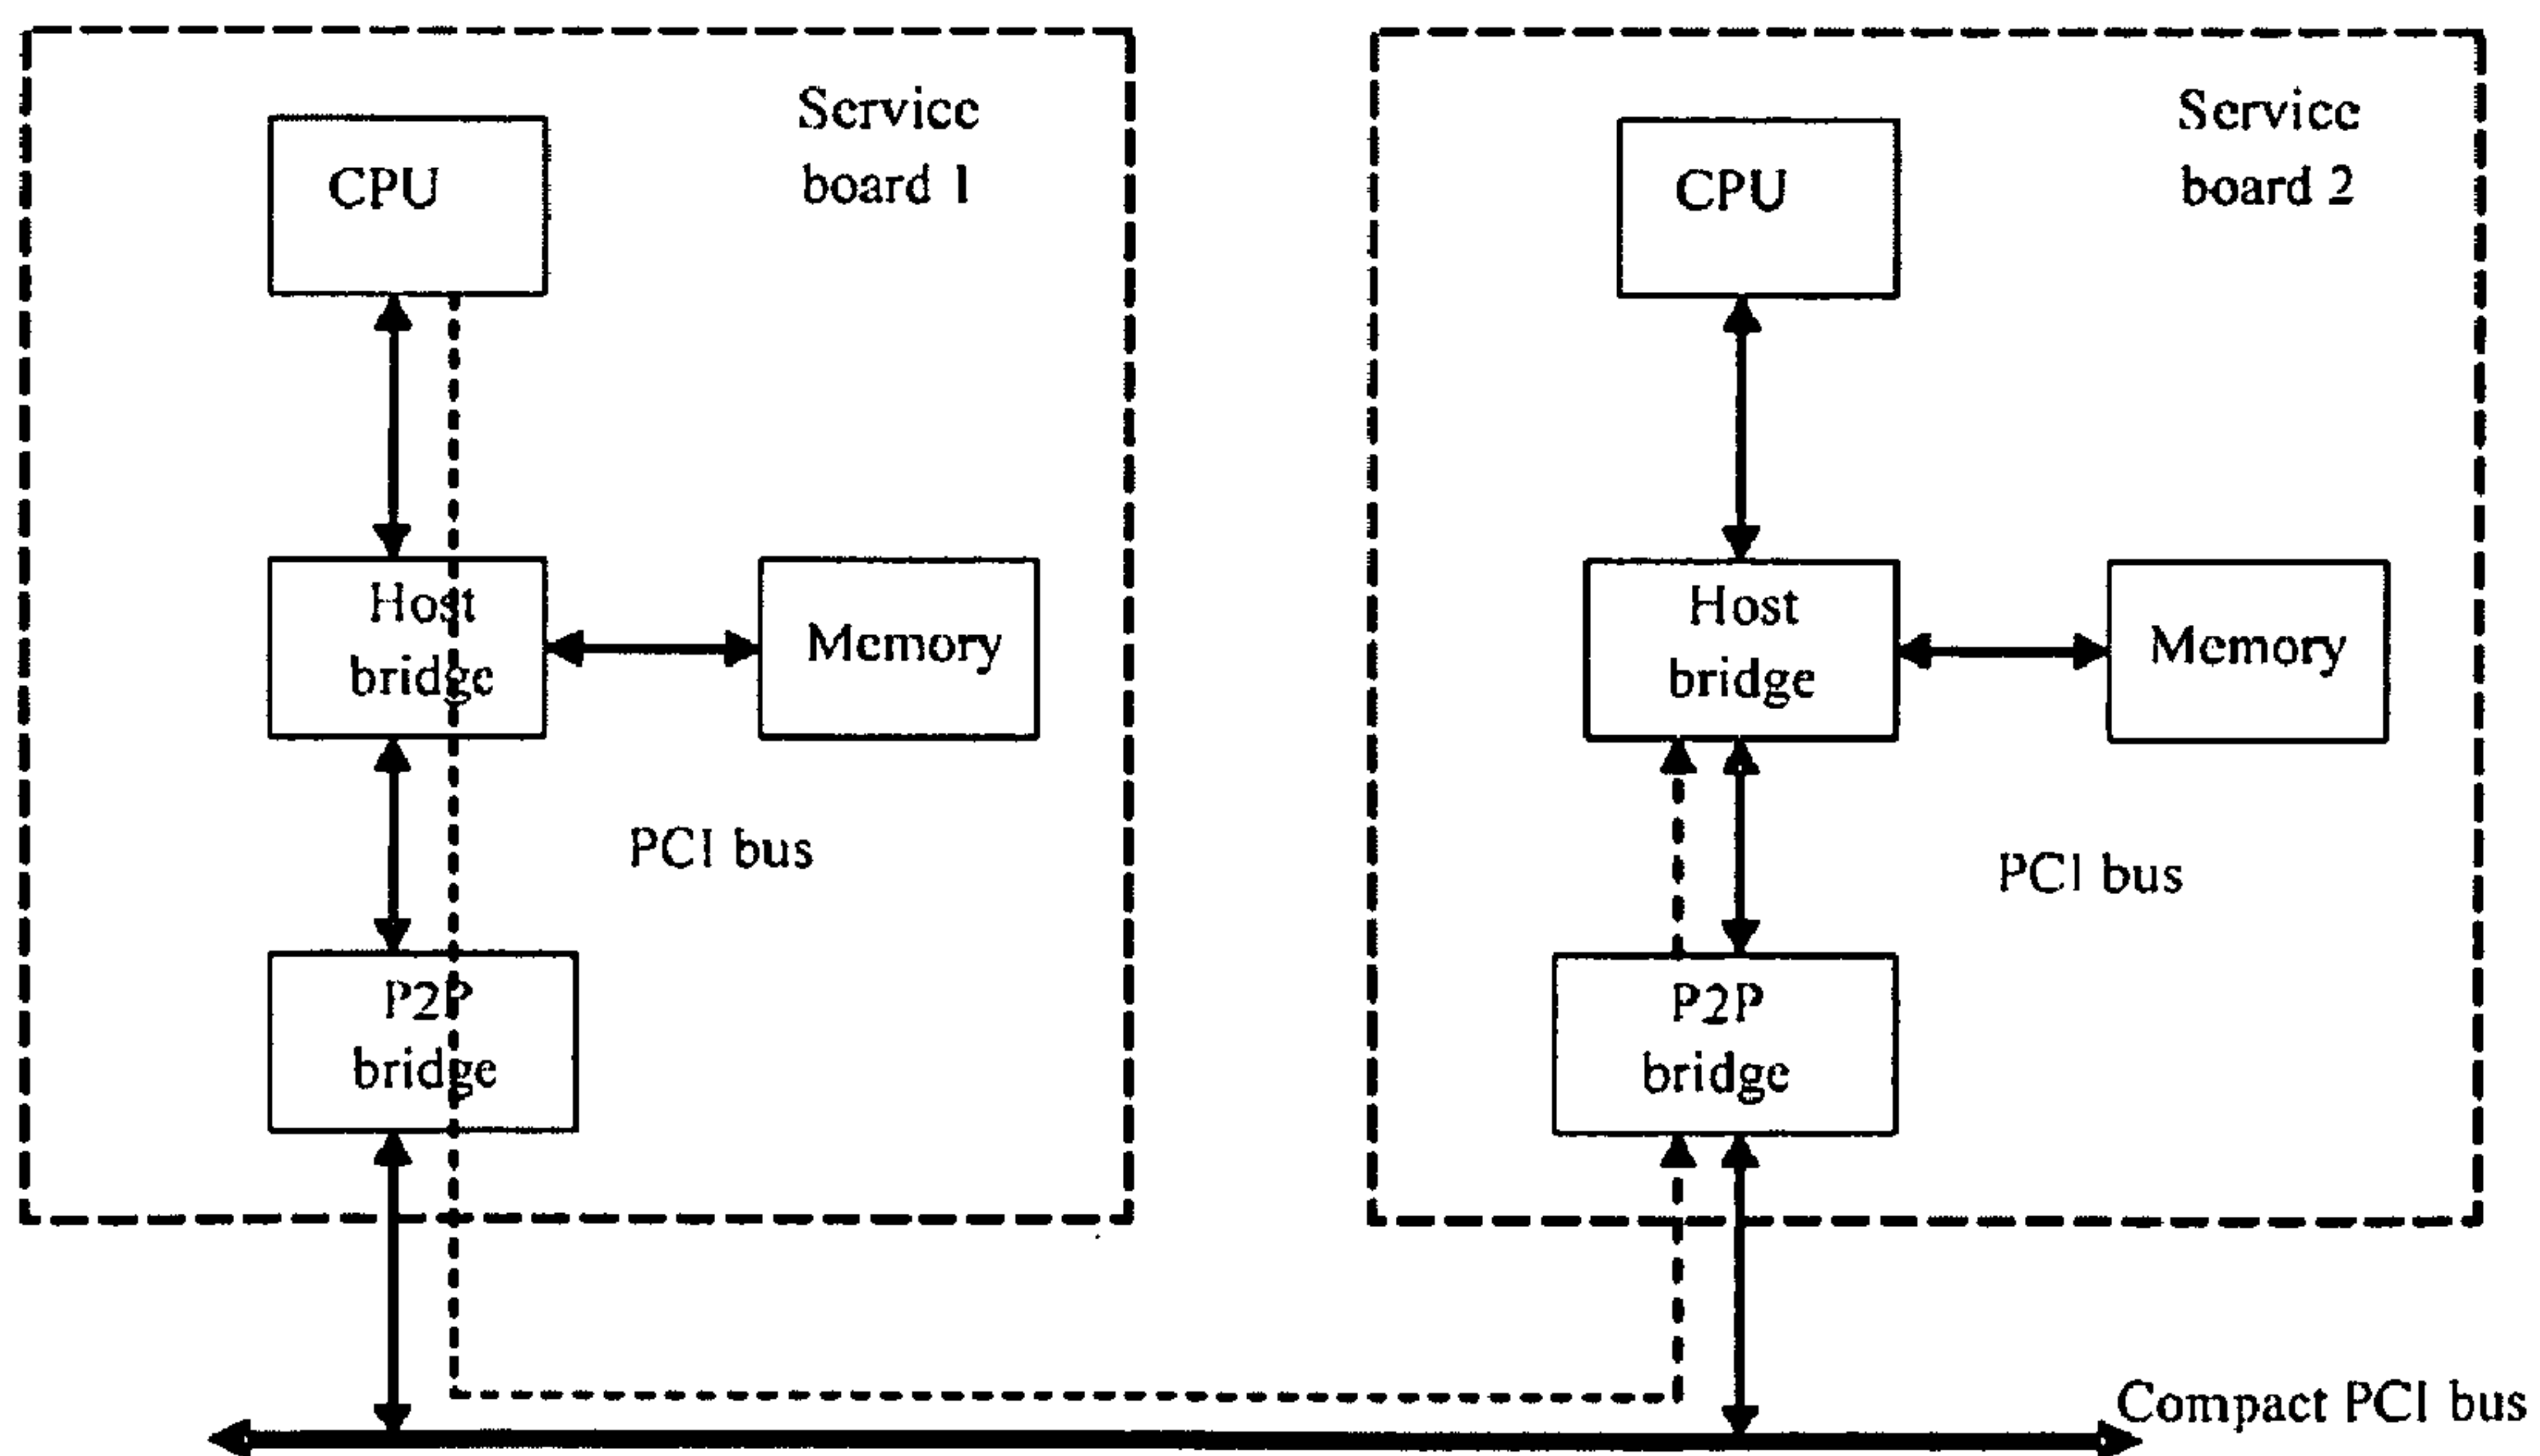 Service
board 1
CPU
Host
bridge
Memory
PCI bus
P2P
bridge
Service
board 2
CPU
Host
bridge
Memory
PCI bus
P2P
bridge
Compact PCI bus